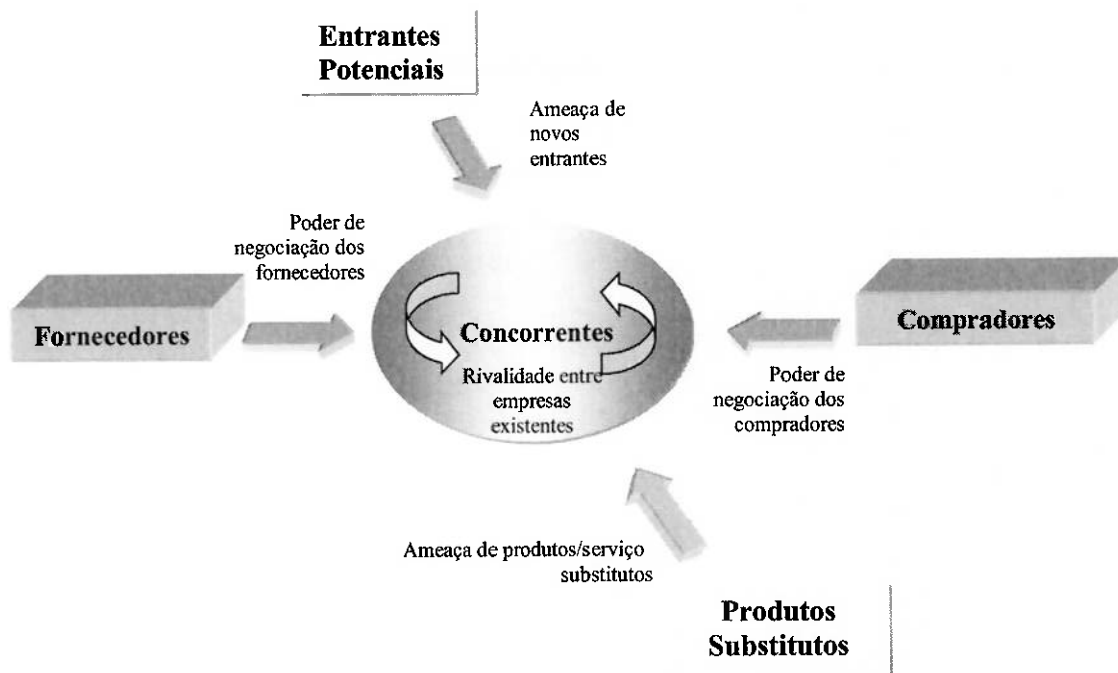 Entrantes
Potenciais
Ameaça de
novos
entrantes
Poder de
negociação dos
fornecedores
Fornecedores
Concorrentes
Rivalidade entre
empresas
existentes
Compradores
Poder de
negociação dos
compradores
Ameaça de produtos/serviço
substitutos
Produtos
Substitutos